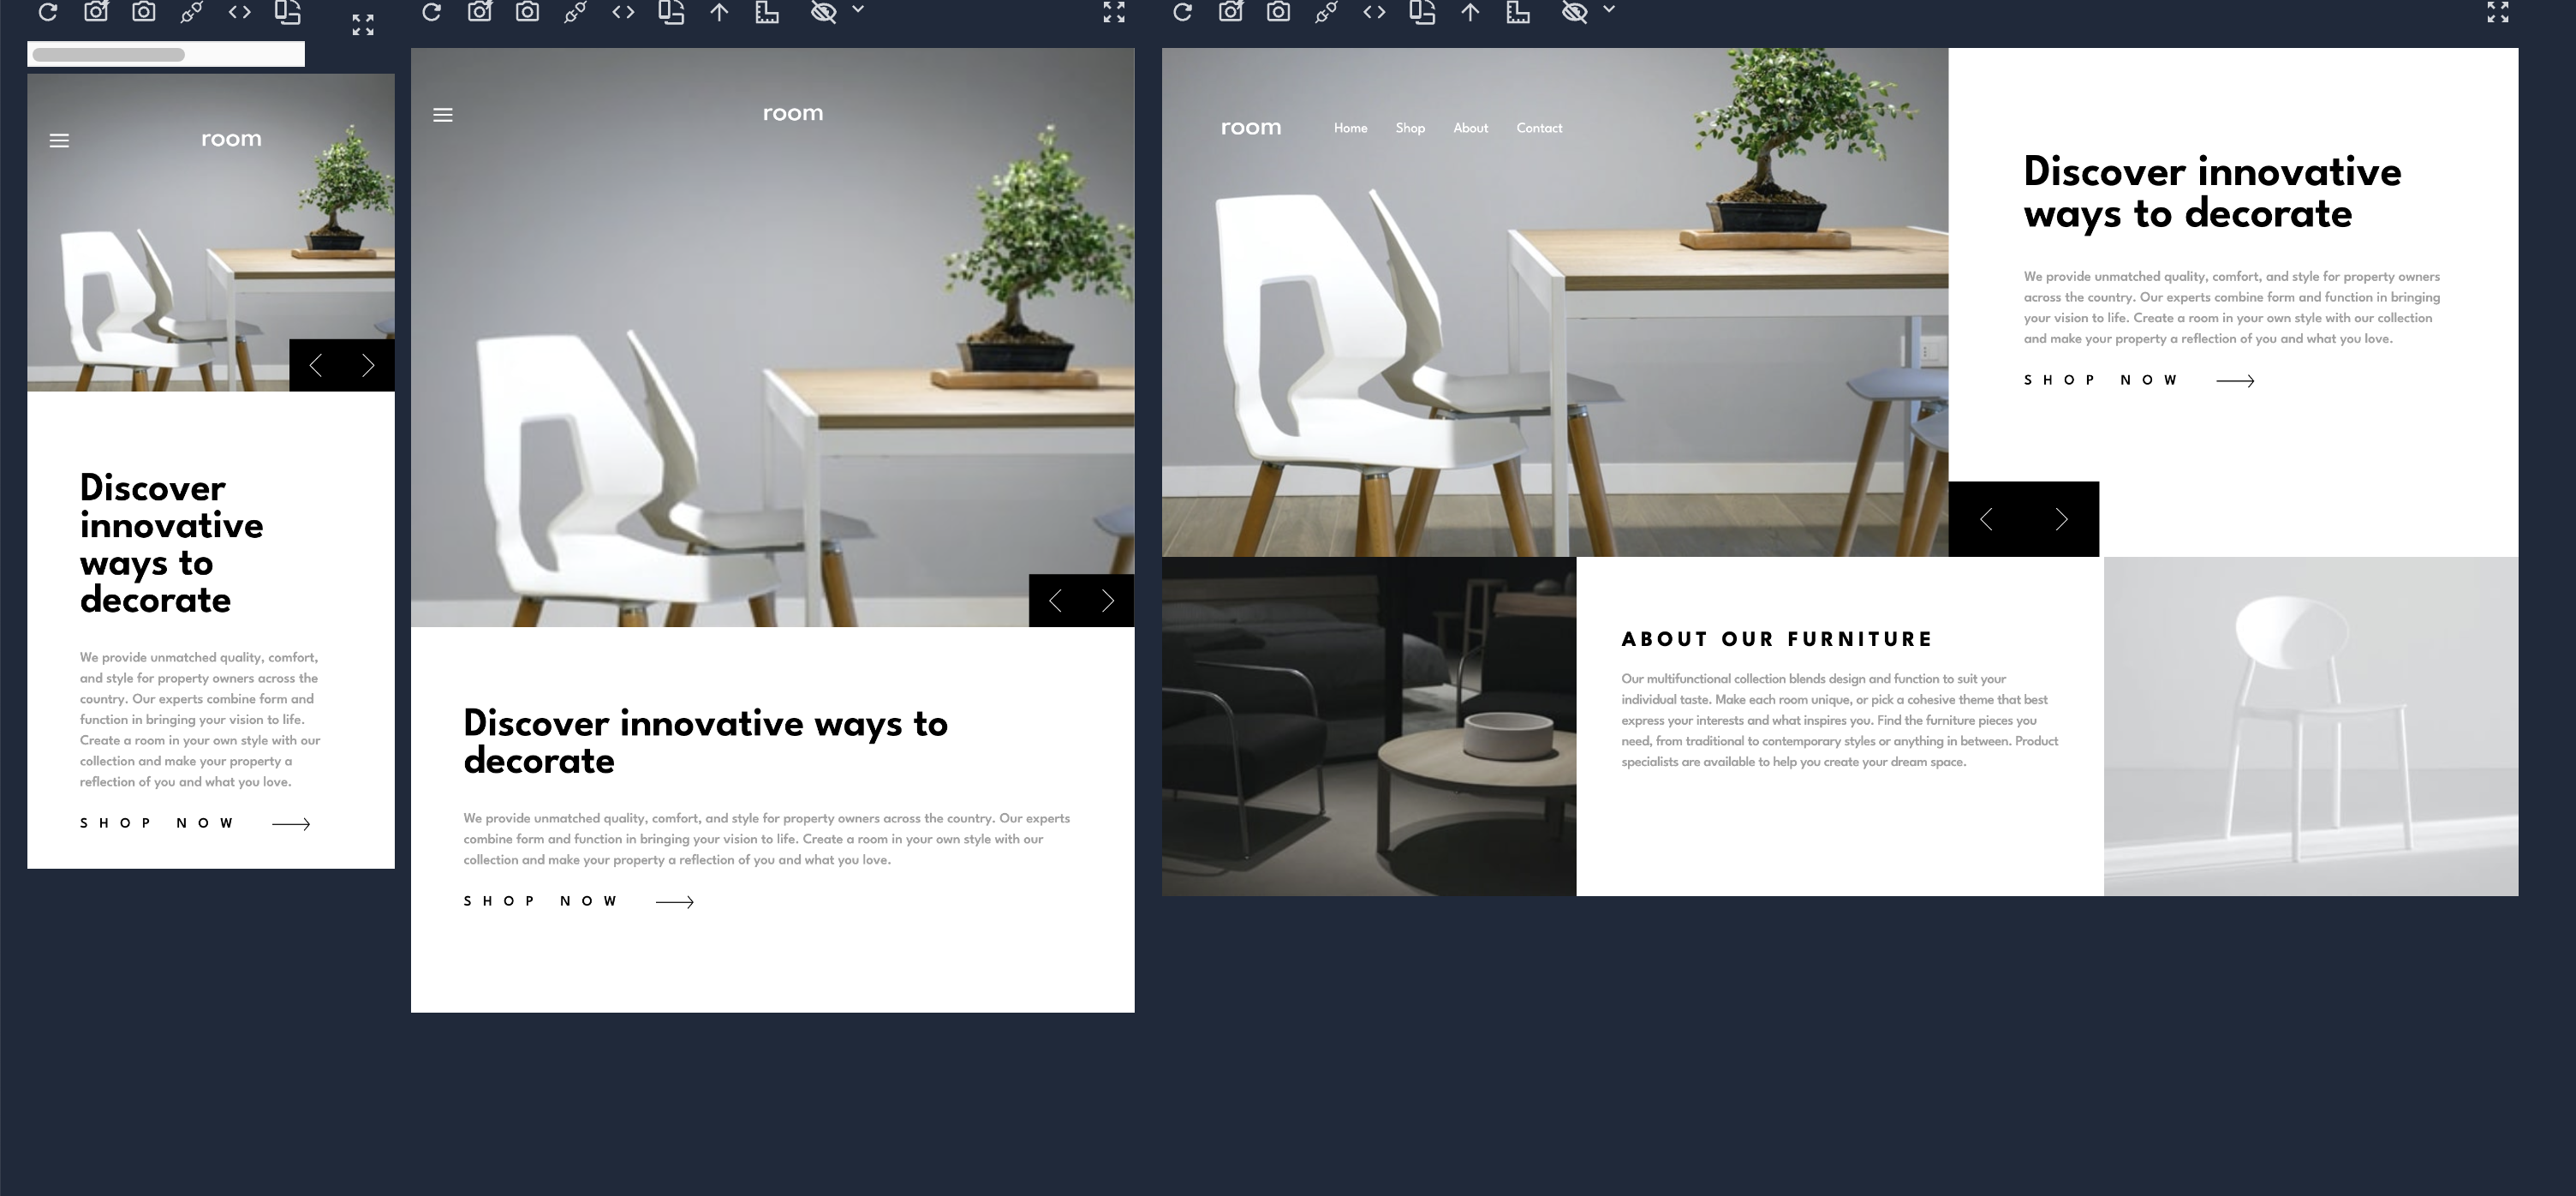 room
Discover
innovative
ways to
decorate
We provide unmatched quality, comfort,
and style for property owners across the
country. Our experts combine form and
function in bringing your vision to life.
Create a room in your own style with our
collection and make your property a
reflection of you and what you love.
SHOP NOW
room
Discover innovative ways to
decorate
We provide unmatched quality, comfort, and style for property owners across the country. Our experts
combine form and function in bringing your vision to life. Create a room in your own style with our
collection and make your property a reflection of you and what you love.
SHOP NOW
room Home Shop About Contact
Discover innovative
ways to decorate
We provide unmatched quality, comfort, and style for property owners
across the country. Our experts combine form and function in bringing
your vision to life. Create a room in your own style with our collection
and make your property a reflection of you and what you love.
SHOP NOW
ABOUT OUR FURNITURE
Our multifunctional collection blends design and function to suit your
individual taste. Make each room unique, or pick a cohesive theme that best
express your interests and what inspires you. Find the furniture pieces you
need, from traditional to contemporary styles or anything in between. Product
specialists are available to help you create your dream space.